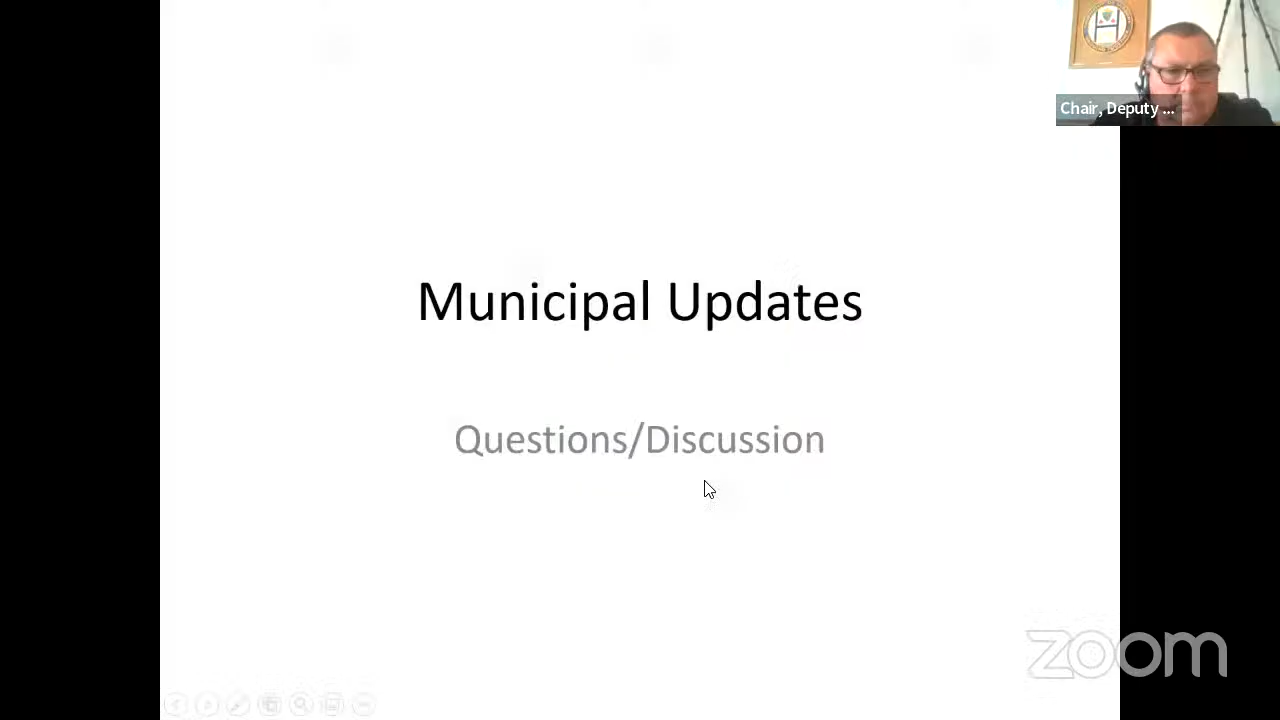 Chair, Deputy ...
Municipal Updates
Questions/Discussion
zoom